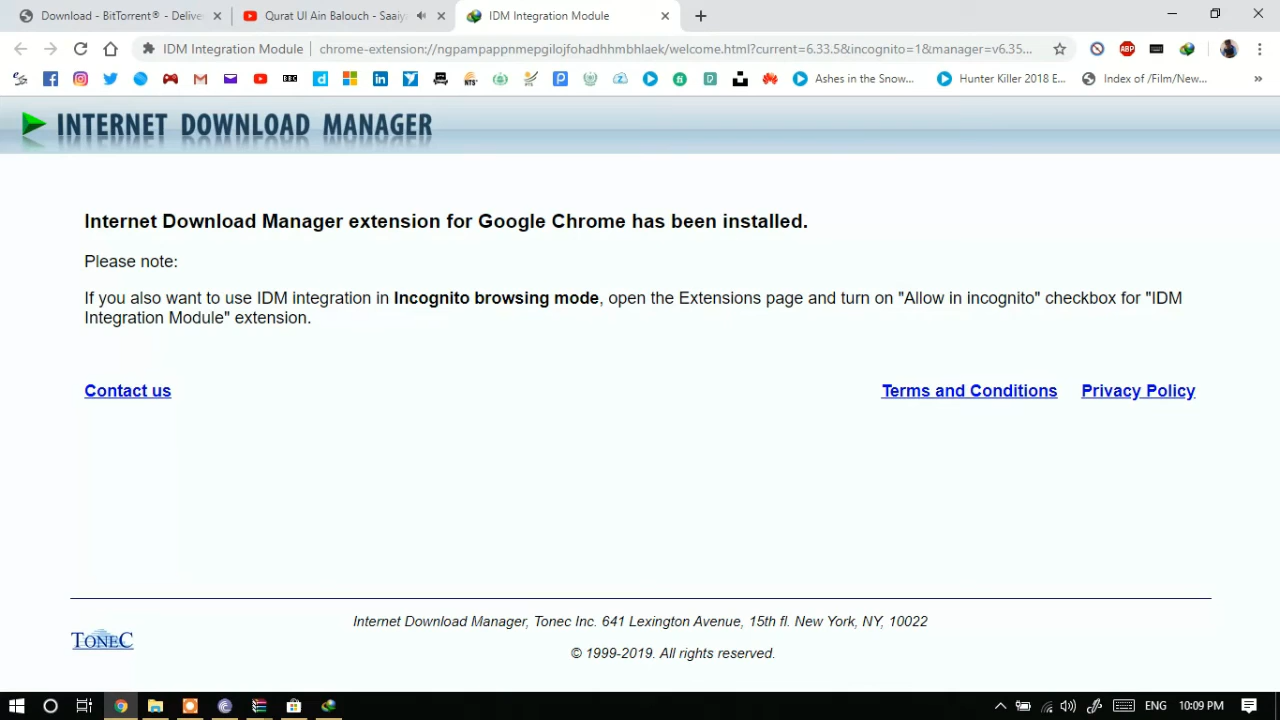 Download - BitTorrent® - Delive
Qurat Ul Ain Balouch - Saaiy
IDM Integration Module
IDM Integration Module
chrome-extension://ngpampappnmepgilojfohadhhmbhlaek/welcome.html?current=6.33.5&incognito=1&manager=v6.35...
ABP
Ashes in the Snow...
Hunter Killer 2018 E...
Index of /Film/New...
INTERNET DOWNLOAD MANAGER
Internet Download Manager extension for Google Chrome has been installed.
Please note:
If you also want to use IDM integration in Incognito browsing mode, open the Extensions page and turn on "Allow in incognito" checkbox for "IDM
Integration Module" extension.
Contact us
Terms and Conditions
Privacy Policy
Internet Download Manager, Tonec Inc. 641 Lexington Avenue, 15th fl. New York, NY, 10022
TONEC
© 1999-2019. All rights reserved.
ENG
10:09 PM